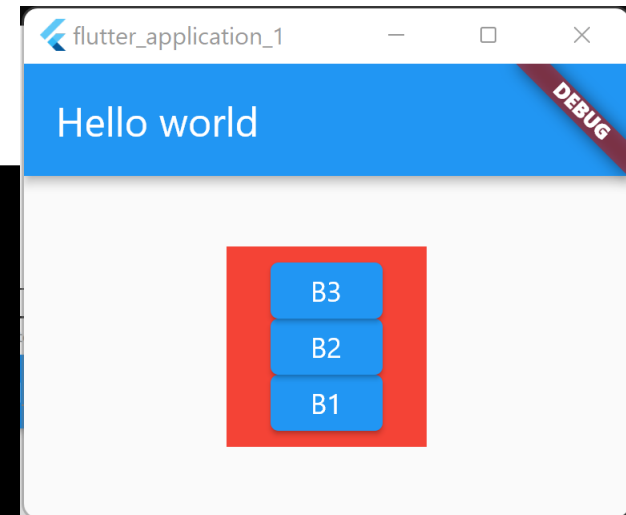 flutter_application_1
Hello world
DEBUG
B3
B2
B1